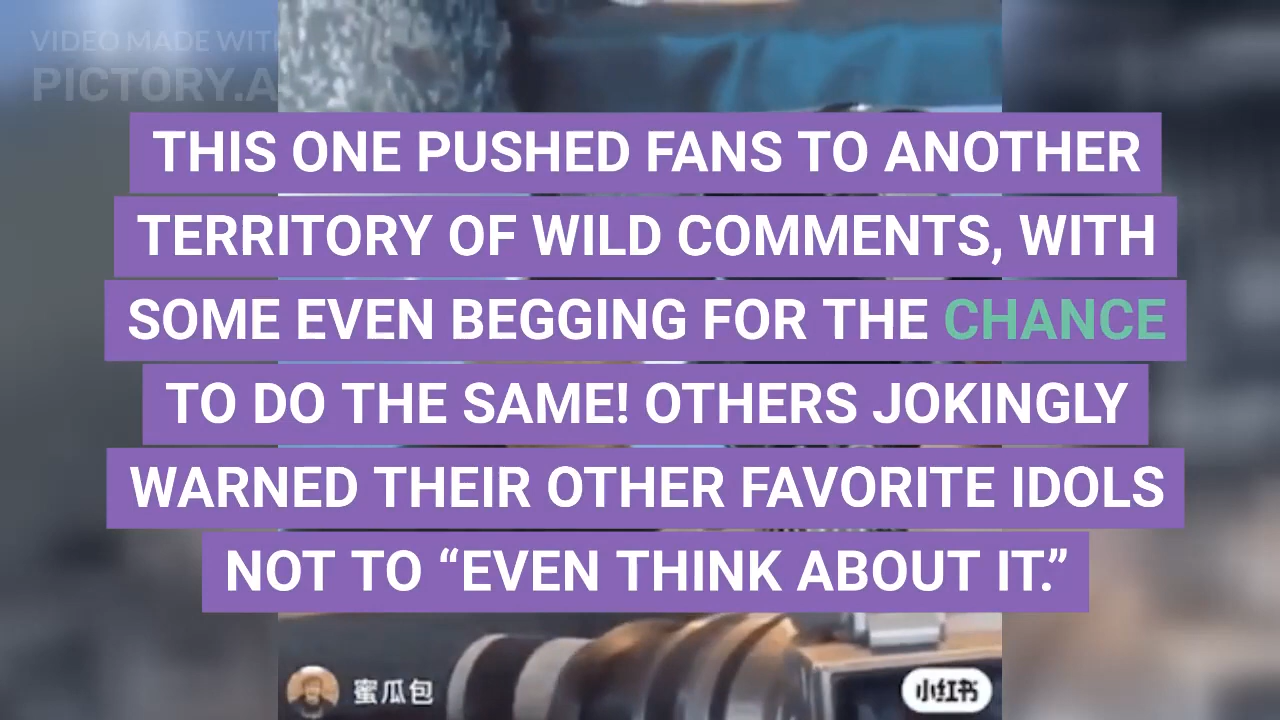 VIDEO MADE WITH
PICTORY.A
THIS ONE PUSHED FANS TO ANOTHER
TERRITORY OF WILD COMMENTS, WITH
SOME EVEN BEGGING FOR THE CHANCE
TO DO THE SAME! OTHERS JOKINGLY
WARNED THEIR OTHER FAVORITE IDOLS
NOT TO “EVEN THINK ABOUT IT.”
蜜瓜包
小红书